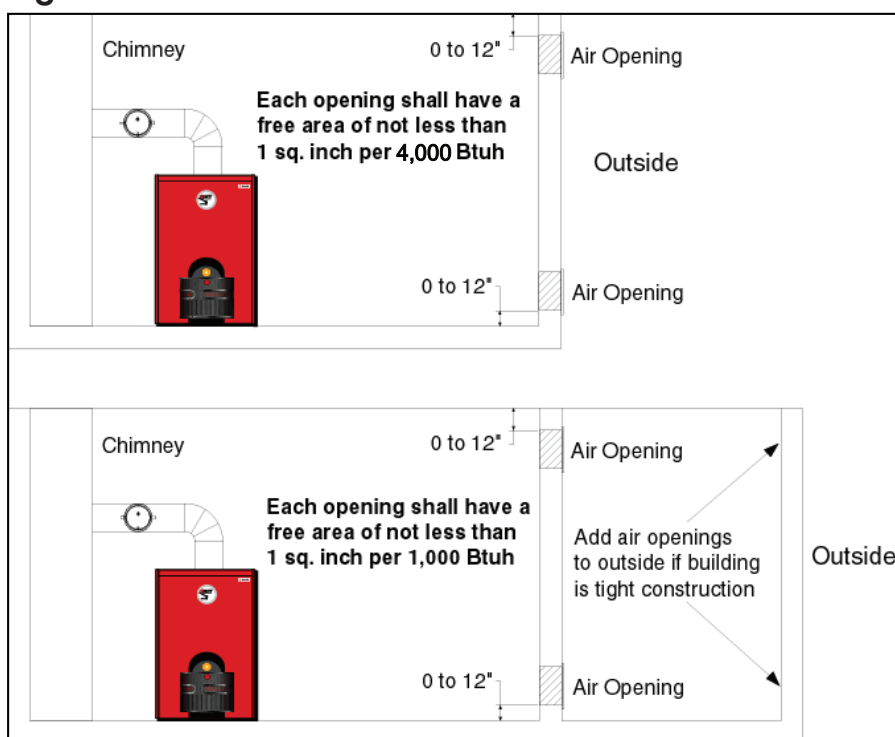 Chimney
0 to 12"
Air Opening
Each opening shall have a
free area of not less than
1 sq. inch per 4,000 Btuh
Outside
0 to 12"
Air Opening
Chimney
0 to 12"
Air Opening
Each opening shall have a
free area of not less than
1 sq. inch per 1,000 Btuh
Add air openings
to outside if building
is tight construction
Outside
0 to 12"
Air Opening